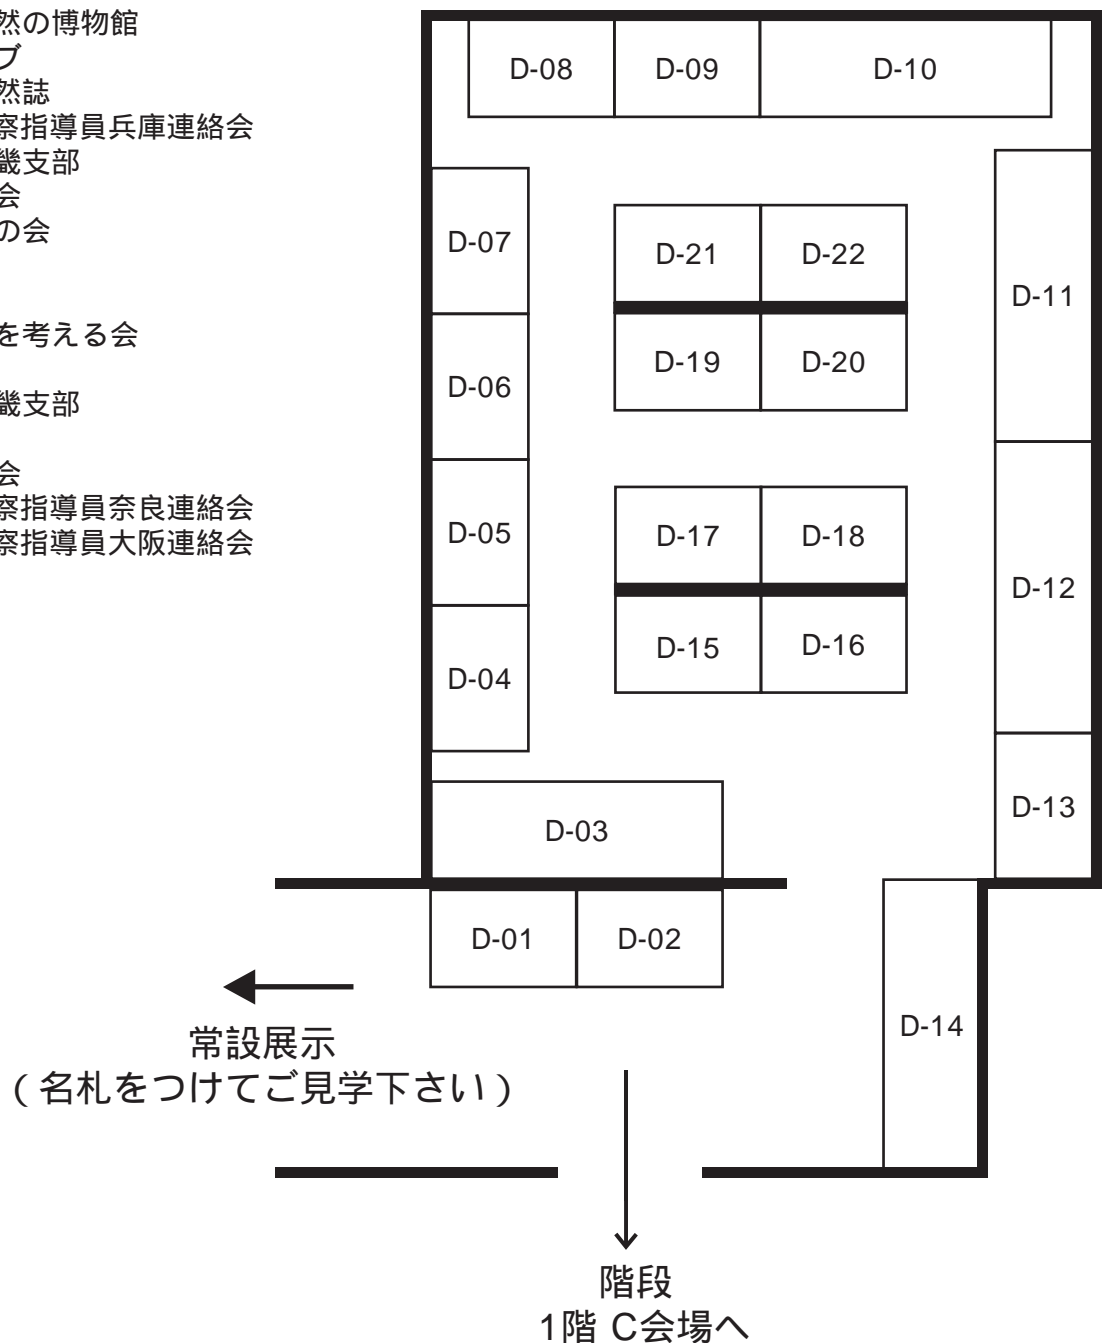 然の博物館
ブ
然誌
察指導員兵庫連絡会
畿支部
会
の会
を考える会
畿支部
会
察指導員奈良連絡会
察指導員大阪連絡会
D-08 D-09 D-10
D-07
D-21 D-22
D-11
D-19 D-20
D-06
D-05
D-17 D-18
D-12
D-15 D-16
D-04
D-13
D-03
D-01 D-02
D-14
常設展示
(名札をつけてご見学下さい)
階段
1階 C会場へ